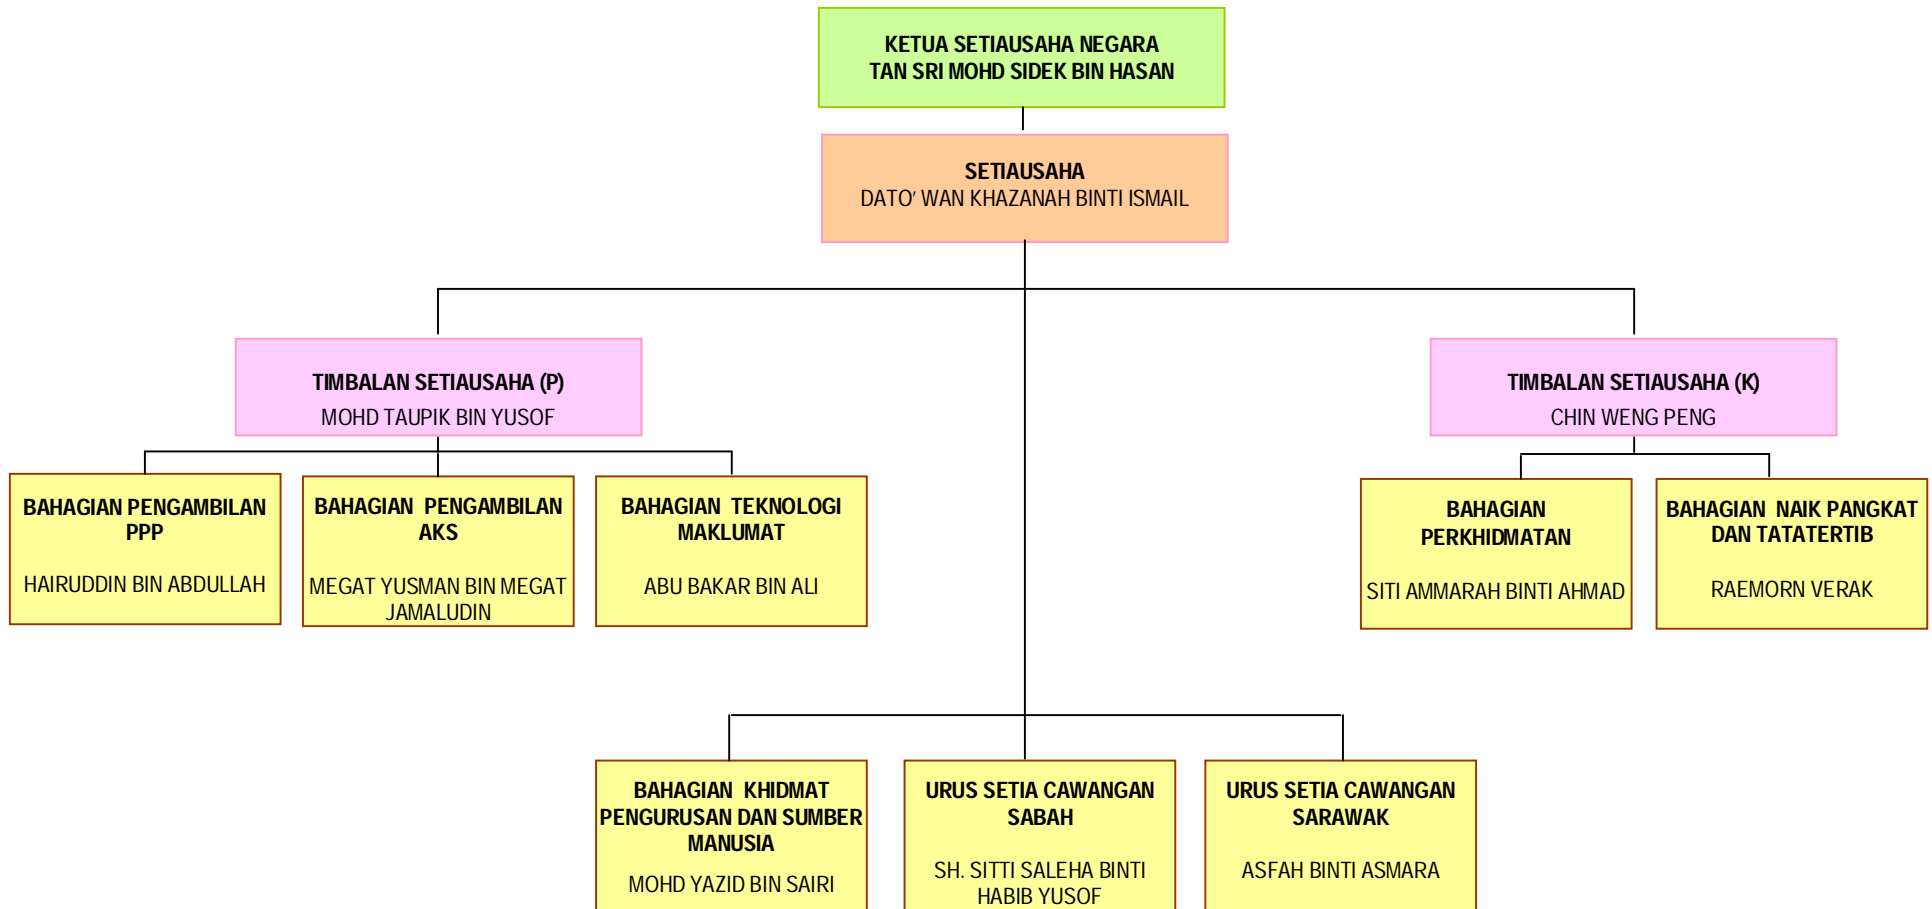 KETUA SETIAUSAHA NEGARA
TAN SRI MOHD SIDEK BIN HASAN
SETIAUSAHA
DATO’ WAN KHAZANAH BINTI ISMAIL
TIMBALAN SETIAUSAHA (P)
MOHD TAUPIK BIN YUSOF
TIMBALAN SETIAUSAHA (K)
CHIN WENG PENG
BAHAGIAN PENGAMBILAN
PPP
HAIRUDDIN BIN ABDULLAH
BAHAGIAN PENGAMBILAN
AKS
MEGAT YUSMAN BIN MEGAT
JAMALUDIN
BAHAGIAN TEKNOLOGI
MAKLUMAT
ABU BAKAR BIN ALI
BAHAGIAN
PERKHIDMATAN
SITI AMMARAH BINTI AHMAD
BAHAGIAN NAIK PANGKAT
DAN TATATERTIB
RAEMORN VERAK
BAHAGIAN KHIDMAT
PENGURUSAN DAN SUMBER
MANUSIA
MOHD YAZID BIN SAIRI
URUS SETIA CAWANGAN
SABAH
SH. SITTI SALEHA BINTI
HABIB YUSOF
URUS SETIA CAWANGAN
SARAWAK
ASFAH BINTI ASMARA